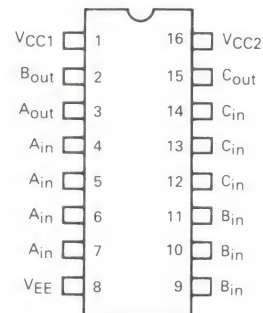 VCC1 1 16 VCC2
Bout 2 15 Cout
Aout 3 14 Cin
Ain 4 13 Cin
Ain 5 12 Cin
Ain 6 11 Bin
Ain 7 10 Bin
VEE 8 9 Bin